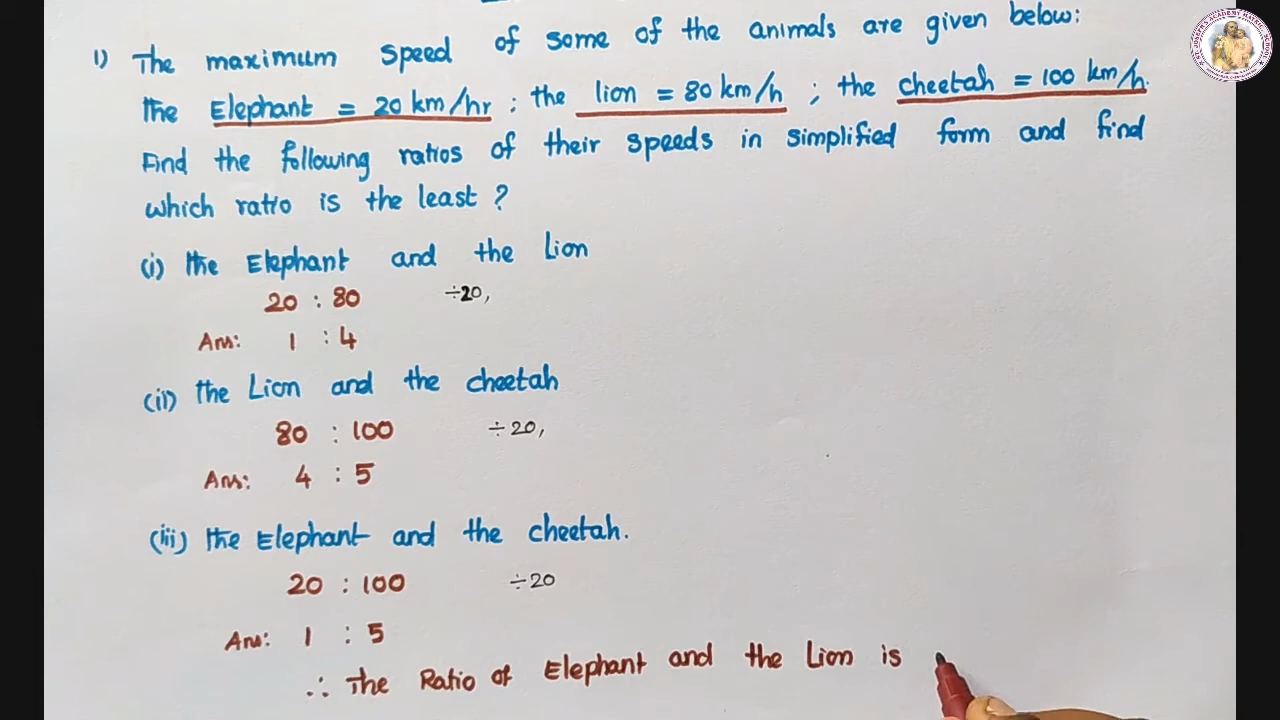 1) The maximum speed of some of the animals are given below:
the Elephant = 20 km/hr ; the lion = 80 km/h ; the cheetah = 100 km/h.
Find the following ratios of their speeds in simplified form and find
which ratio is the least ?
(i) the Elephant and the Lion
20 : 80 ÷20,
Ans: 1 : 4
(ii) the Lion and the cheetah
80 : 100 ÷20,
Ans: 4 : 5
(iii) the Elephant and the cheetah.
20 : 100 ÷20
Ans: 1 : 5
∴ The Ratio of Elephant and the Lion is